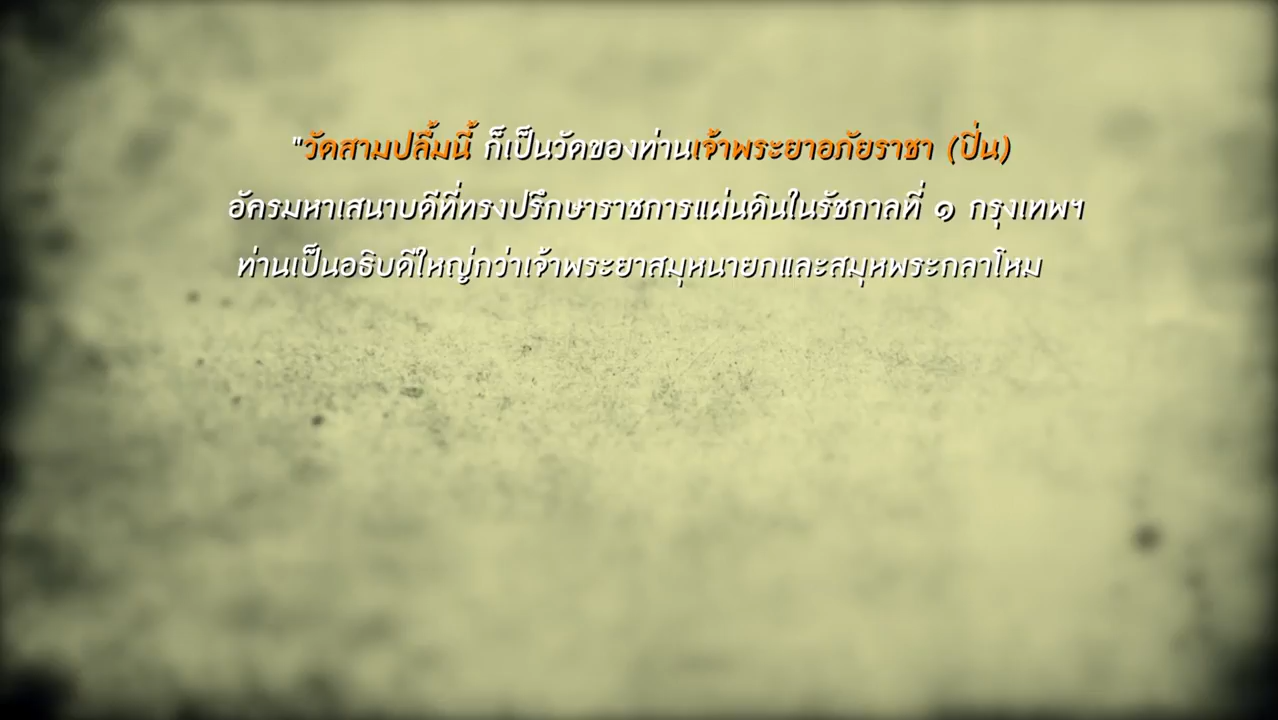 "วัดสามปลื้มนี้ ก็เป็นวัดของท่านเจ้าพระยาอภัยราชา (ปิ่น)
อัครมหาเสนาบดีที่ทรงปรึกษาราชการแผ่นดินในรัชกาลที่ ๑ กรุงเทพฯ
ท่านเป็นอธิบดีใหญ่กว่าเจ้าพระยาสมุหนายกและสมุหพระกลาโหม